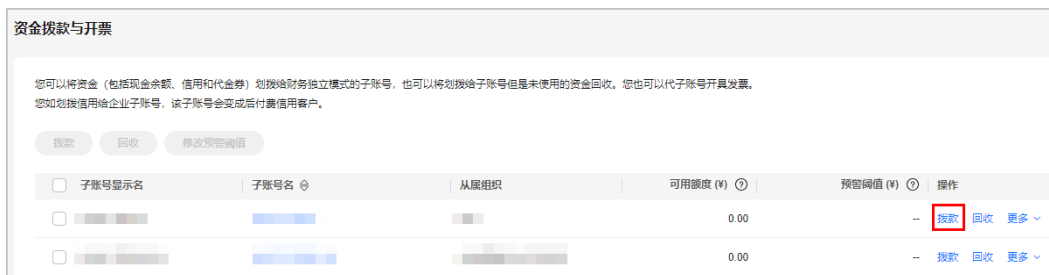 资金拨款与开票
您可以将资金（包括现金余额、信用和代金券）划拨给财务独立模式的子账号，也可以将划拨给子账号但是未使用的资金回收。您也可以代子账号开具发票。
您如划拨信用给企业子账号，该子账号会变成后付费信用客户。
拨款 回收 修改预警阈值
子账号显示名 子账号名 从属组织 可用额度 (¥) ? 预警阈值 (¥) ? 操作
0.00 -- 拨款 回收 更多
0.00 -- 拨款 回收 更多